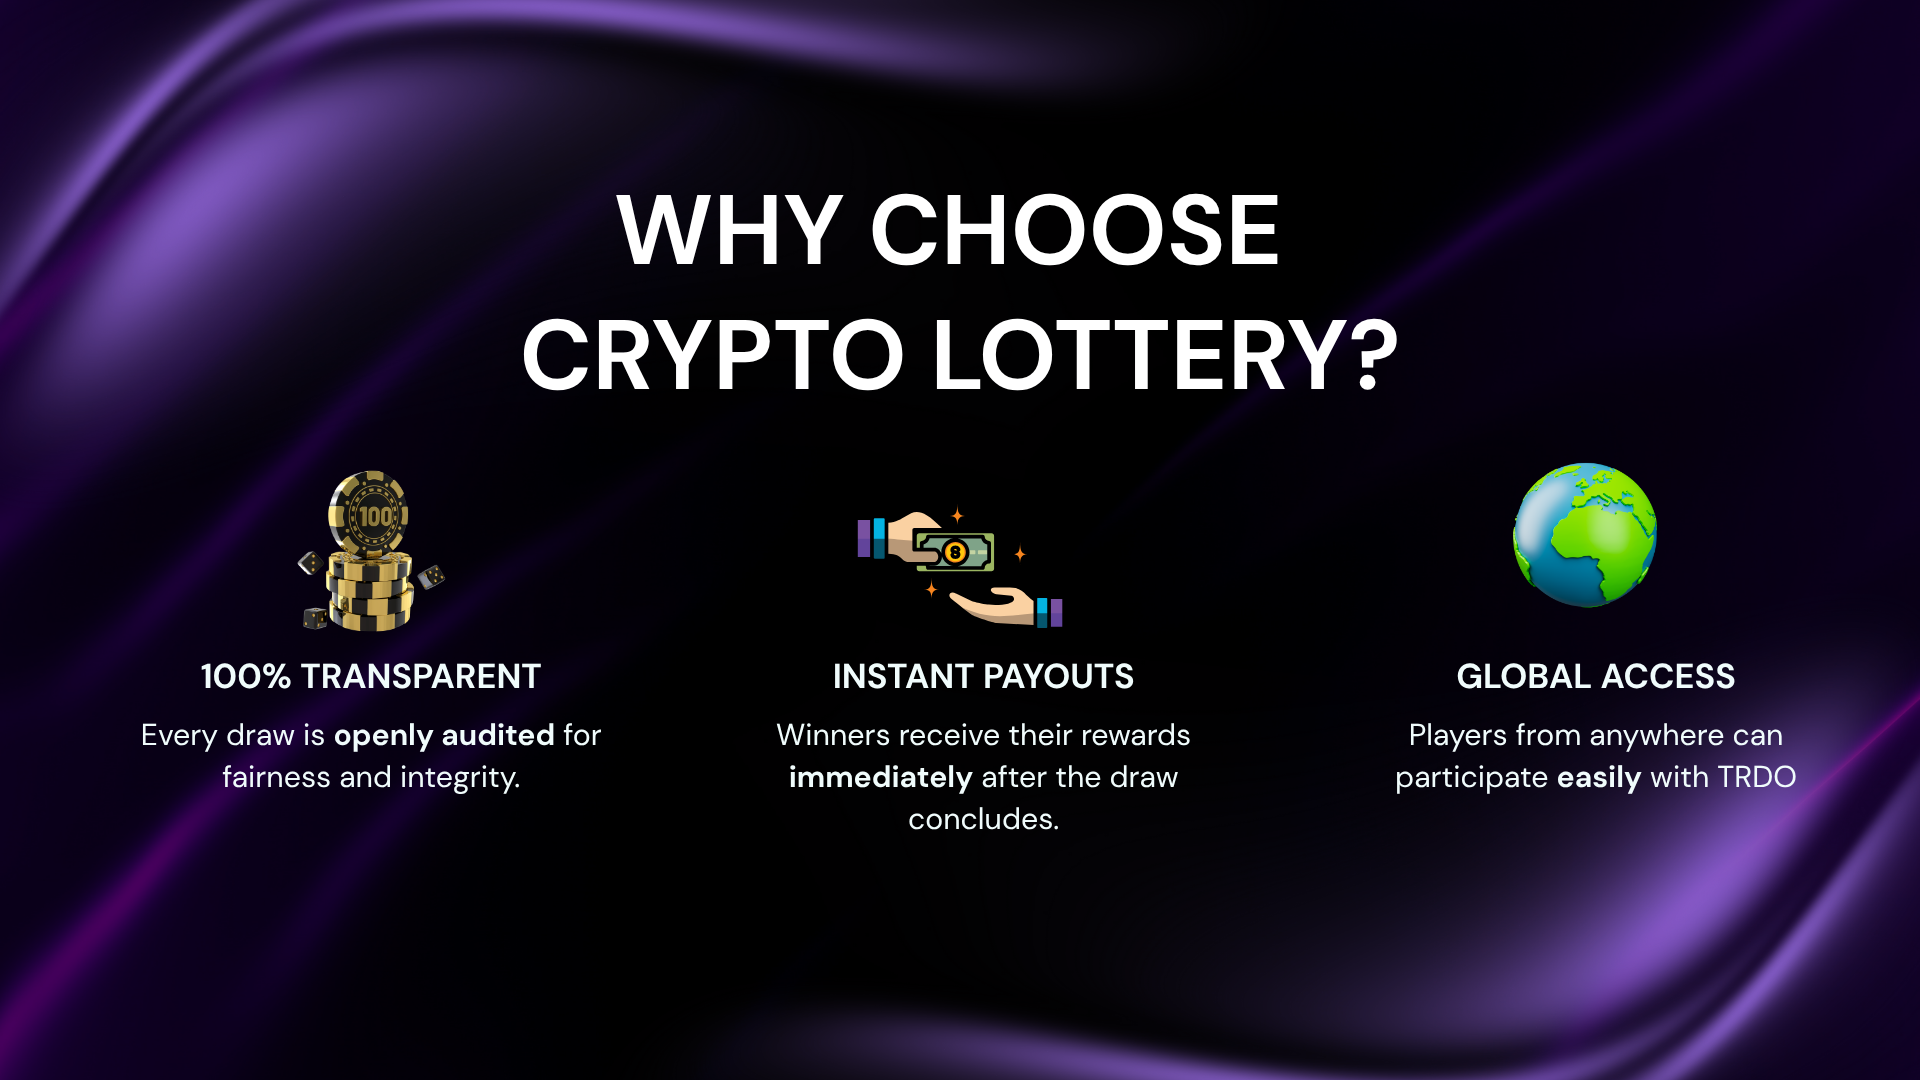 WHY CHOOSE
CRYPTO LOTTERY?
100
100% TRANSPARENT
Every draw is openly audited for
fairness and integrity.
$
INSTANT PAYOUTS
Winners receive their rewards
immediately after the draw
concludes.
GLOBAL ACCESS
Players from anywhere can
participate easily with TRDO